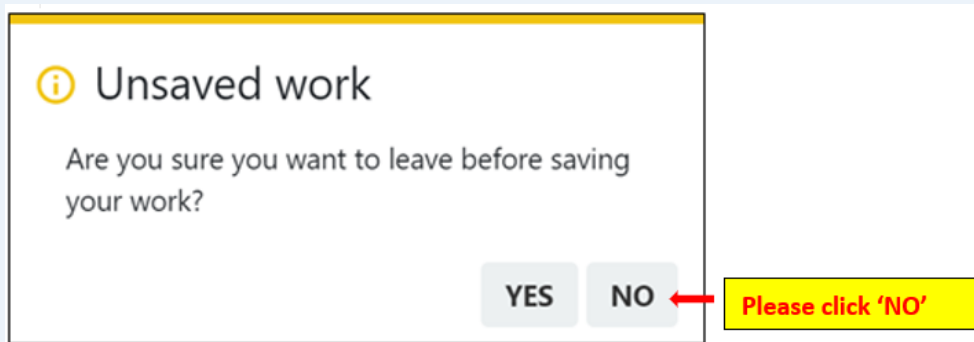 Unsaved work
Are you sure you want to leave before saving
your work?
YES NO
Please click ‘NO’